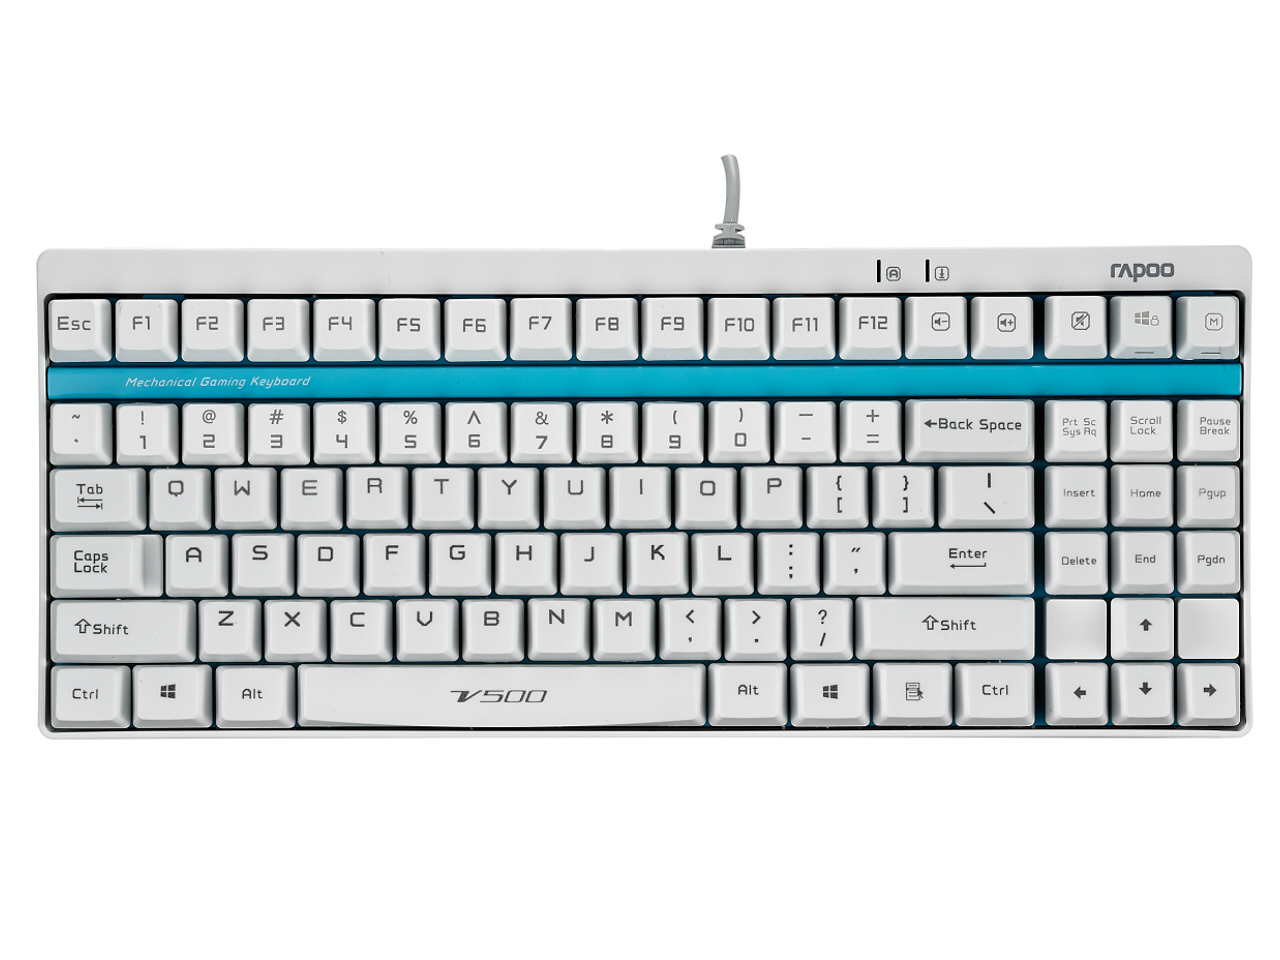 rapoo
Esc F1 F2 F3 F4 F5 F6 F7 F8 F9 F10 F11 F12 M
Mechanical Gaming Keyboard
~ ! @ # $ % ^ & * ( ) — +
` 1 2 3 4 5 6 7 8 9 0 - = ←Back Space
Prt Sc Scroll Pause
Sys Rq Lock Break
Tab Q W E R T Y U I O P { } |
[ ] \
Insert Home Pgup
Caps A S D F G H J K L : " Enter
Lock ; '
Delete End Pgdn
⇧Shift Z X C V B N M < > ? ⇧Shift ↑
, . /
Ctrl Alt V500 Alt Ctrl ← ↓ →